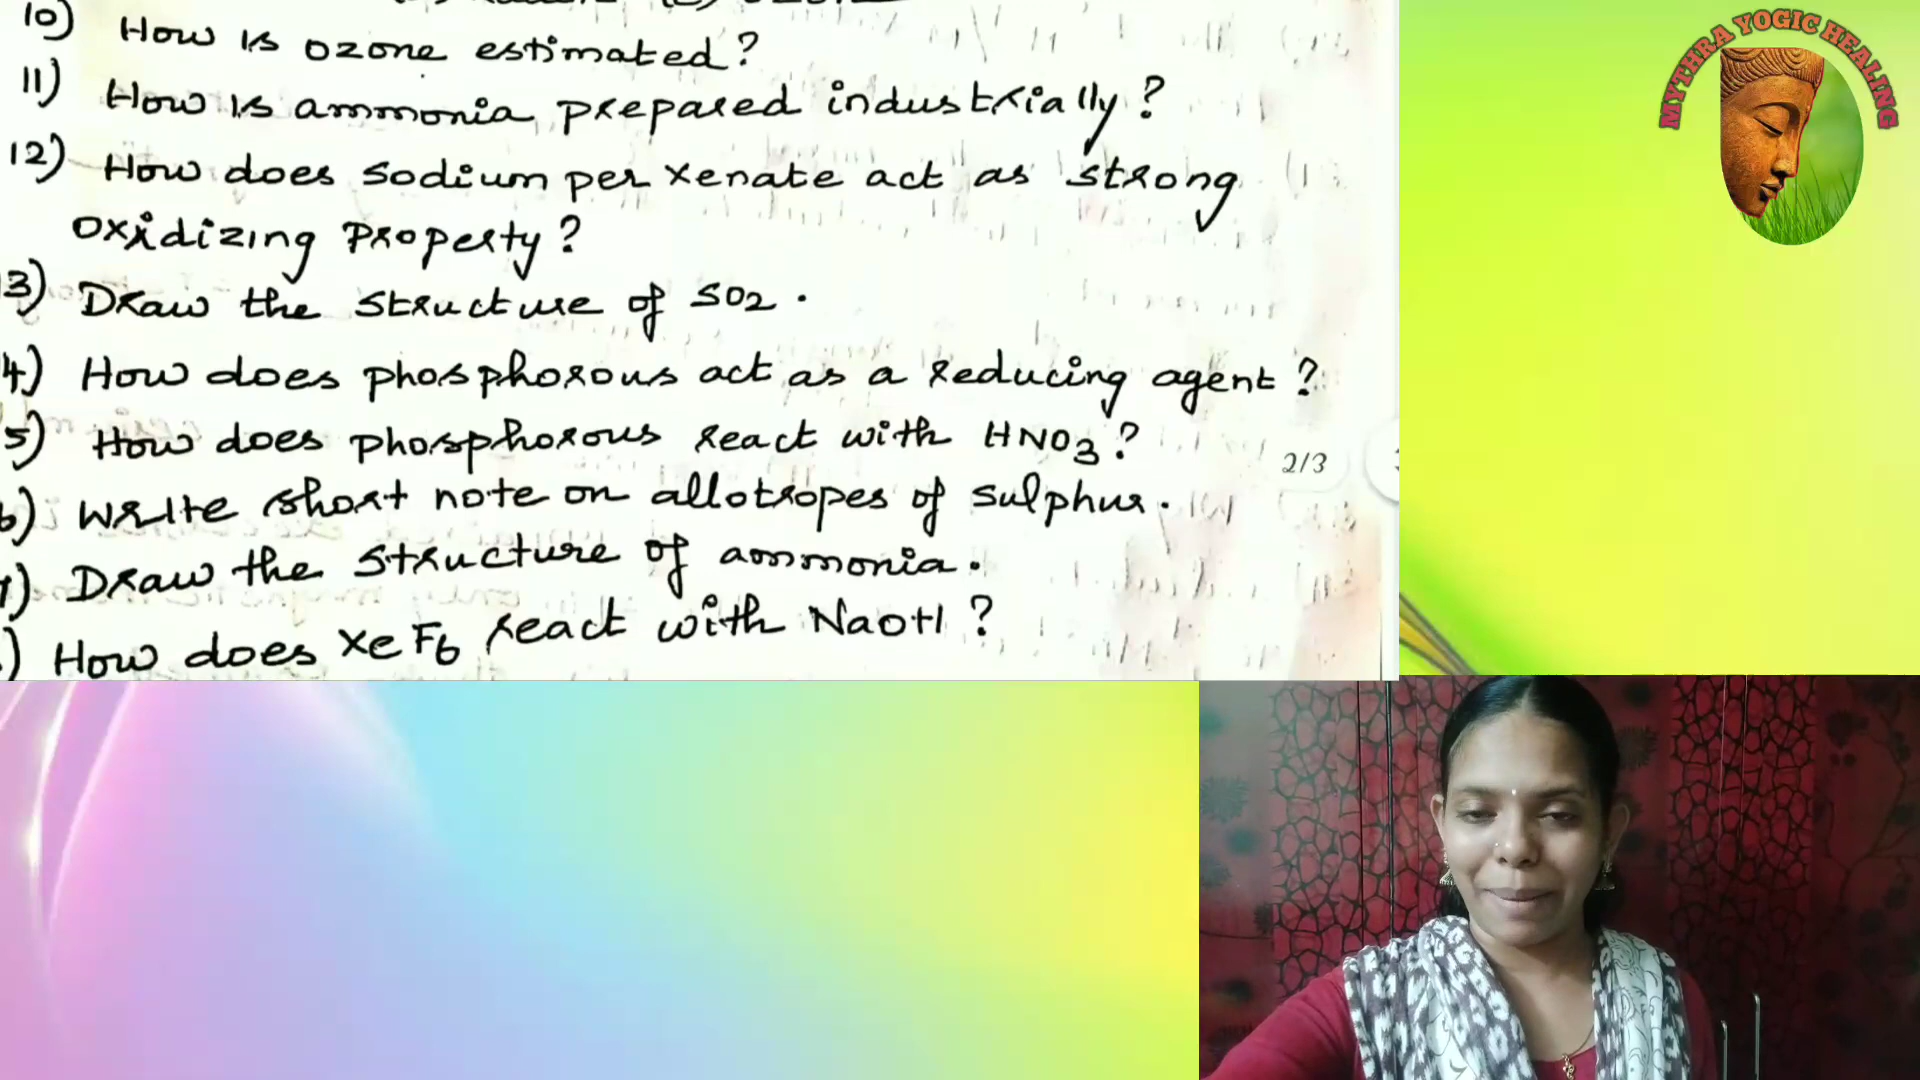 10) How is ozone estimated?
11) How is ammonia prepared industrially?
12) How does sodium per xenate act as strong
oxidizing property?
3) Draw the structure of SO2.
4) How does phosphorous act as a reducing agent?
5) How does phosphorous react with HNO3?
6) Write short note on allotropes of sulphur.
7) Draw the structure of ammonia.
) How does XeF6 react with NaOH?
2/3
MYTHRA YOGIC HEALING